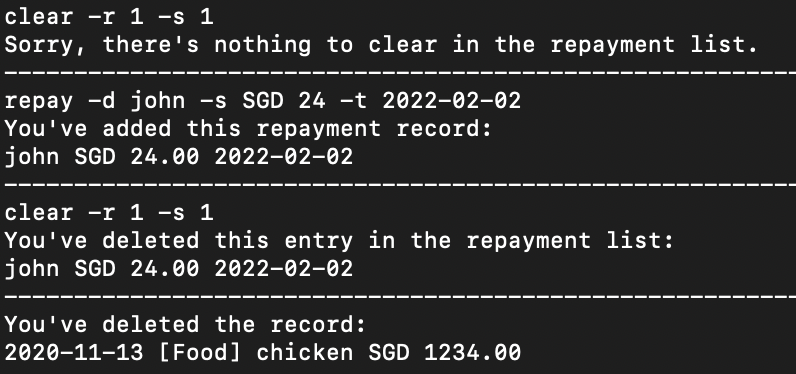 clear -r 1 -s 1
Sorry, there's nothing to clear in the repayment list.
------------------------------------------------------------
repay -d john -s SGD 24 -t 2022-02-02
You've added this repayment record:
john SGD 24.00 2022-02-02
------------------------------------------------------------
clear -r 1 -s 1
You've deleted this entry in the repayment list:
john SGD 24.00 2022-02-02
------------------------------------------------------------
You've deleted the record:
2020-11-13 [Food] chicken SGD 1234.00